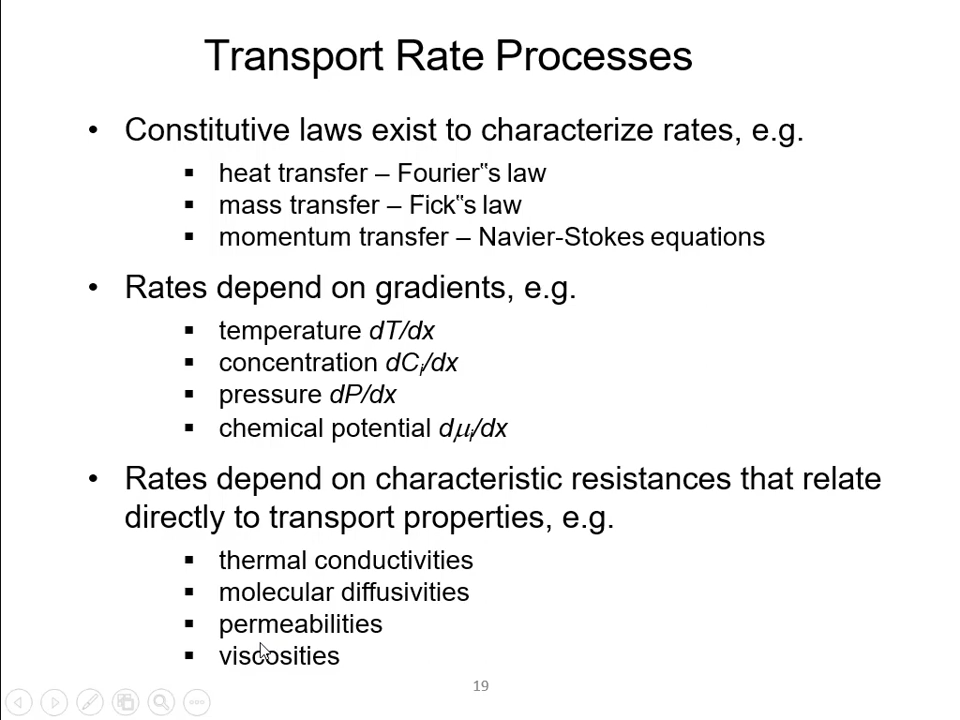 Transport Rate Processes
• Constitutive laws exist to characterize rates, e.g.
▪ heat transfer – Fourier‟s law
▪ mass transfer – Fick‟s law
▪ momentum transfer – Navier-Stokes equations
• Rates depend on gradients, e.g.
▪ temperature dT/dx
▪ concentration dCi/dx
▪ pressure dP/dx
▪ chemical potential dμi/dx
• Rates depend on characteristic resistances that relate
directly to transport properties, e.g.
▪ thermal conductivities
▪ molecular diffusivities
▪ permeabilities
▪ viscosities
19